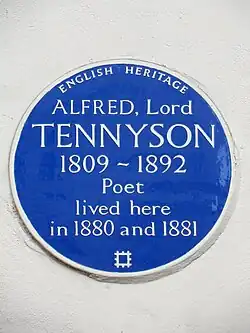 ENGLISH HERITAGE
ALFRED, Lord
TENNYSON
1809 ~ 1892
Poet
lived here
in 1880 and 1881